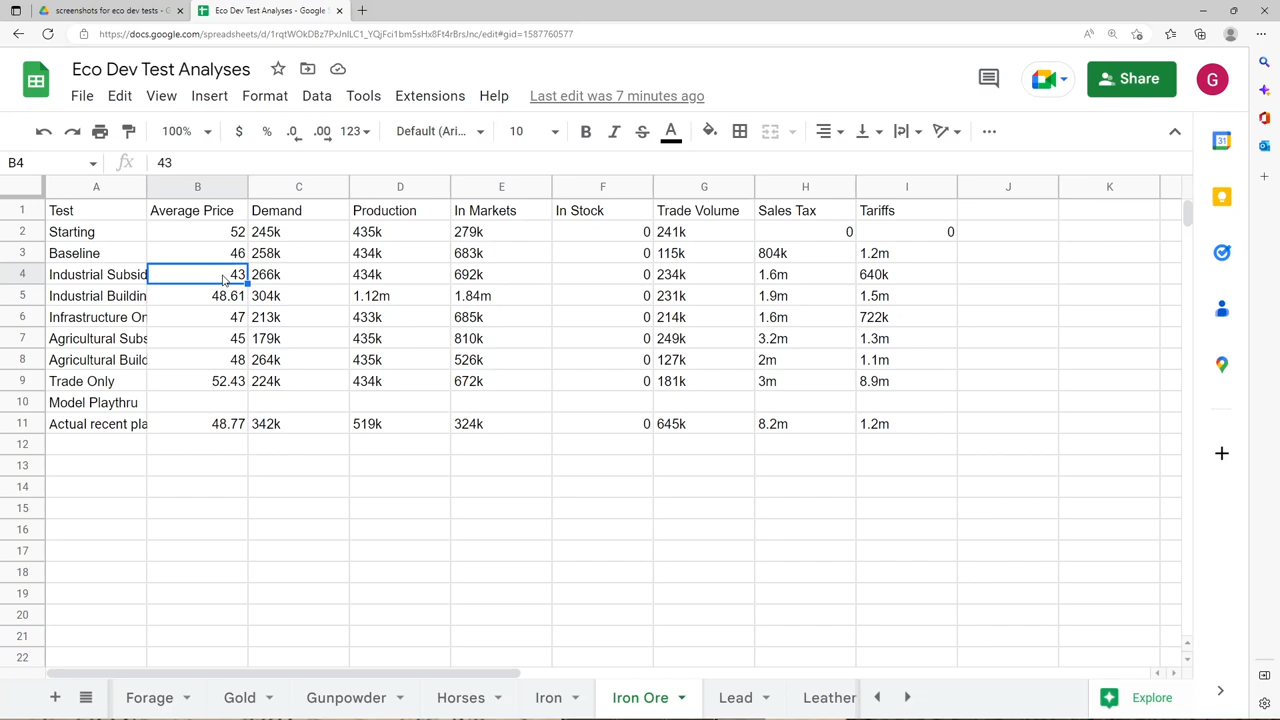 screenshots for eco dev tests - G
Eco Dev Test Analyses - Google S
https://docs.google.com/spreadsheets/d/1rqtWOkDBz7PxJnILC1_YQjFci1bm5sHx8Ft4rBrsJnc/edit#gid=1587760577
Eco Dev Test Analyses
File Edit View Insert Format Data Tools Extensions Help Last edit was 7 minutes ago
Share
G
100% $ % .0 .00 123 Default (Ari... 10 B I S A
31
B4 fx 43
A B C D E F G H I J K
1 Test Average Price Demand Production In Markets In Stock Trade Volume Sales Tax Tariffs
2 Starting 52 245k 435k 279k 0 241k 0 0
3 Baseline 46 258k 434k 683k 0 115k 804k 1.2m
4 Industrial Subsid 43 266k 434k 692k 0 234k 1.6m 640k
5 Industrial Buildin 48.61 304k 1.12m 1.84m 0 231k 1.9m 1.5m
6 Infrastructure On 47 213k 433k 685k 0 214k 1.6m 722k
7 Agricultural Subs 45 179k 435k 810k 0 249k 3.2m 1.3m
8 Agricultural Build 48 264k 435k 526k 0 127k 2m 1.1m
9 Trade Only 52.43 224k 434k 672k 0 181k 3m 8.9m
10 Model Playthru
11 Actual recent pla 48.77 342k 519k 324k 0 645k 8.2m 1.2m
12
13
14
15
16
17
18
19
20
21
22
Forage Gold Gunpowder Horses Iron Iron Ore Lead Leather Explore